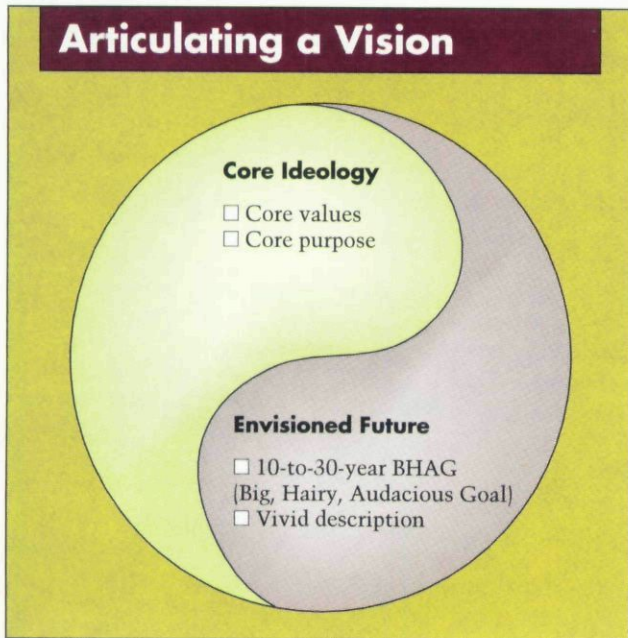 Articulating a Vision
Core Ideology
☐ Core values
☐ Core purpose
Envisioned Future
☐ 10-to-30-year BHAG
(Big, Hairy, Audacious Goal)
☐ Vivid description